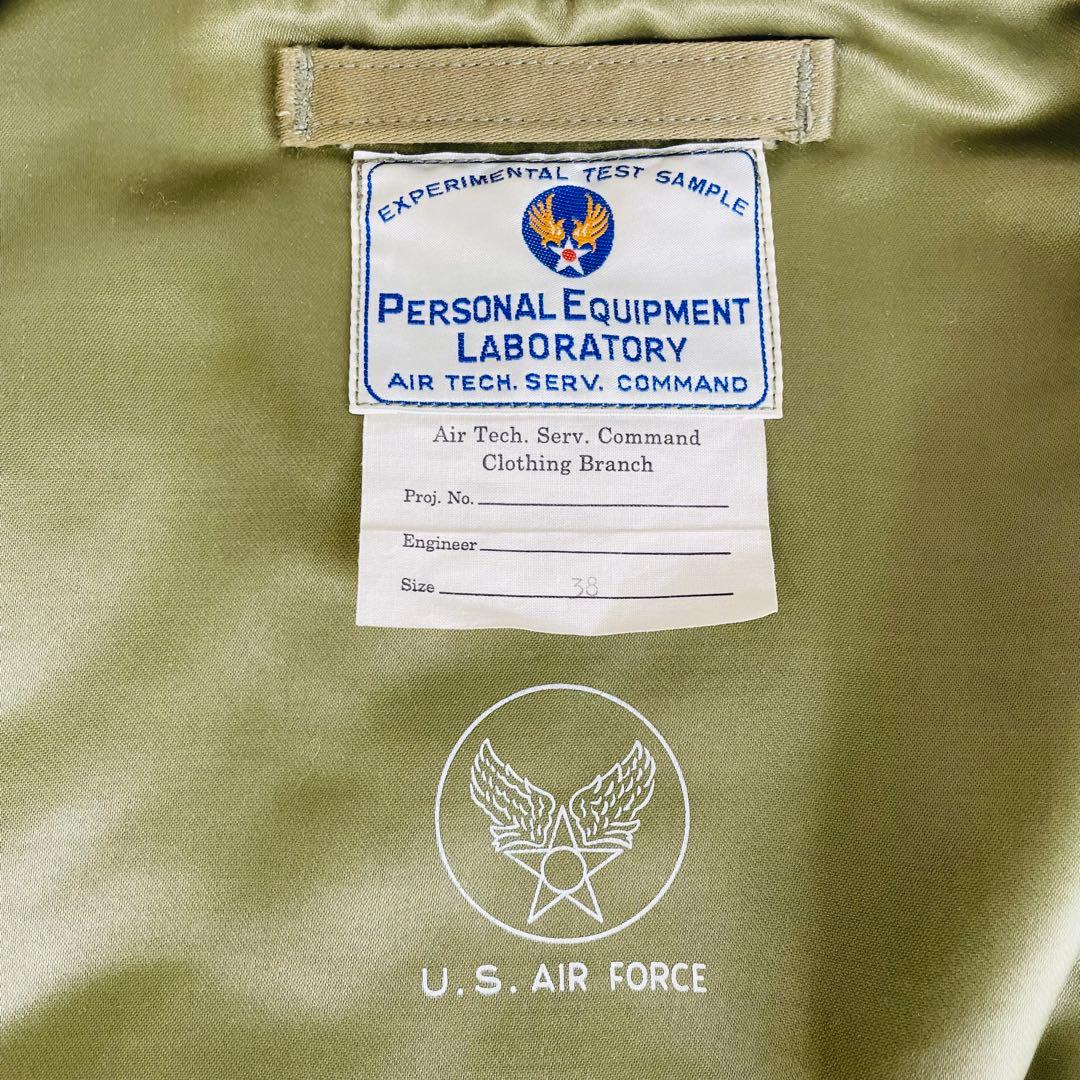 EXPERIMENTAL TEST SAMPLE
PERSONAL EQUIPMENT
LABORATORY
AIR TECH. SERV. COMMAND
Air Tech. Serv. Command
Clothing Branch
Proj. No.
Engineer
Size 38
U.S. AIR FORCE